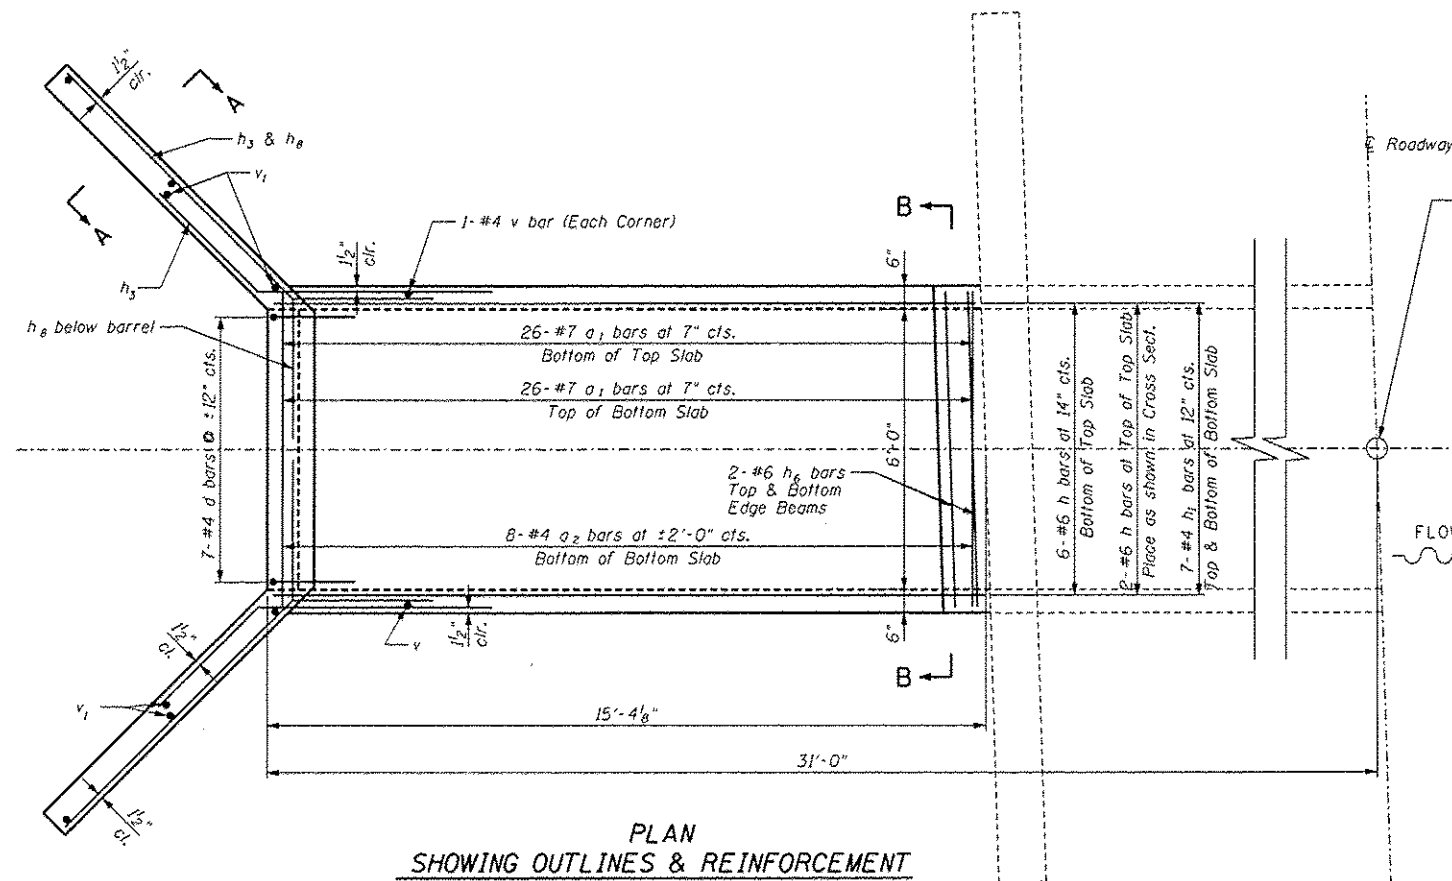 1½"
clr.
A
h₃ & h₈
v₁
A
h₃
1- #4 v bar (Each Corner)
1½"
clr.
B
6"
℄ Roadway
h₈ below barrel
26- #7 a₁ bars at 7" cts.
Bottom of Top Slab
26- #7 a₁ bars at 7" cts.
Top of Bottom Slab
7- #4 d bars @ ±12" cts.
6'-0"
2- #6 h₆ bars
Top & Bottom
Edge Beams
8- #4 a₂ bars at ±2'-0" cts.
Bottom of Bottom Slab
6- #6 h bars at 14" cts.
Bottom of Top Slab
2- #6 h bars at Top of Top Slab
Place as shown in Cross Sect.
7- #4 h₁ bars at 12" cts.
Top & Bottom of Bottom Slab
FLO
1½"
cl.
v
1½"
clr.
6"
B
v₁
15'-4⅛"
31'-0"
1½"
cl.
PLAN
SHOWING OUTLINES & REINFORCEMENT